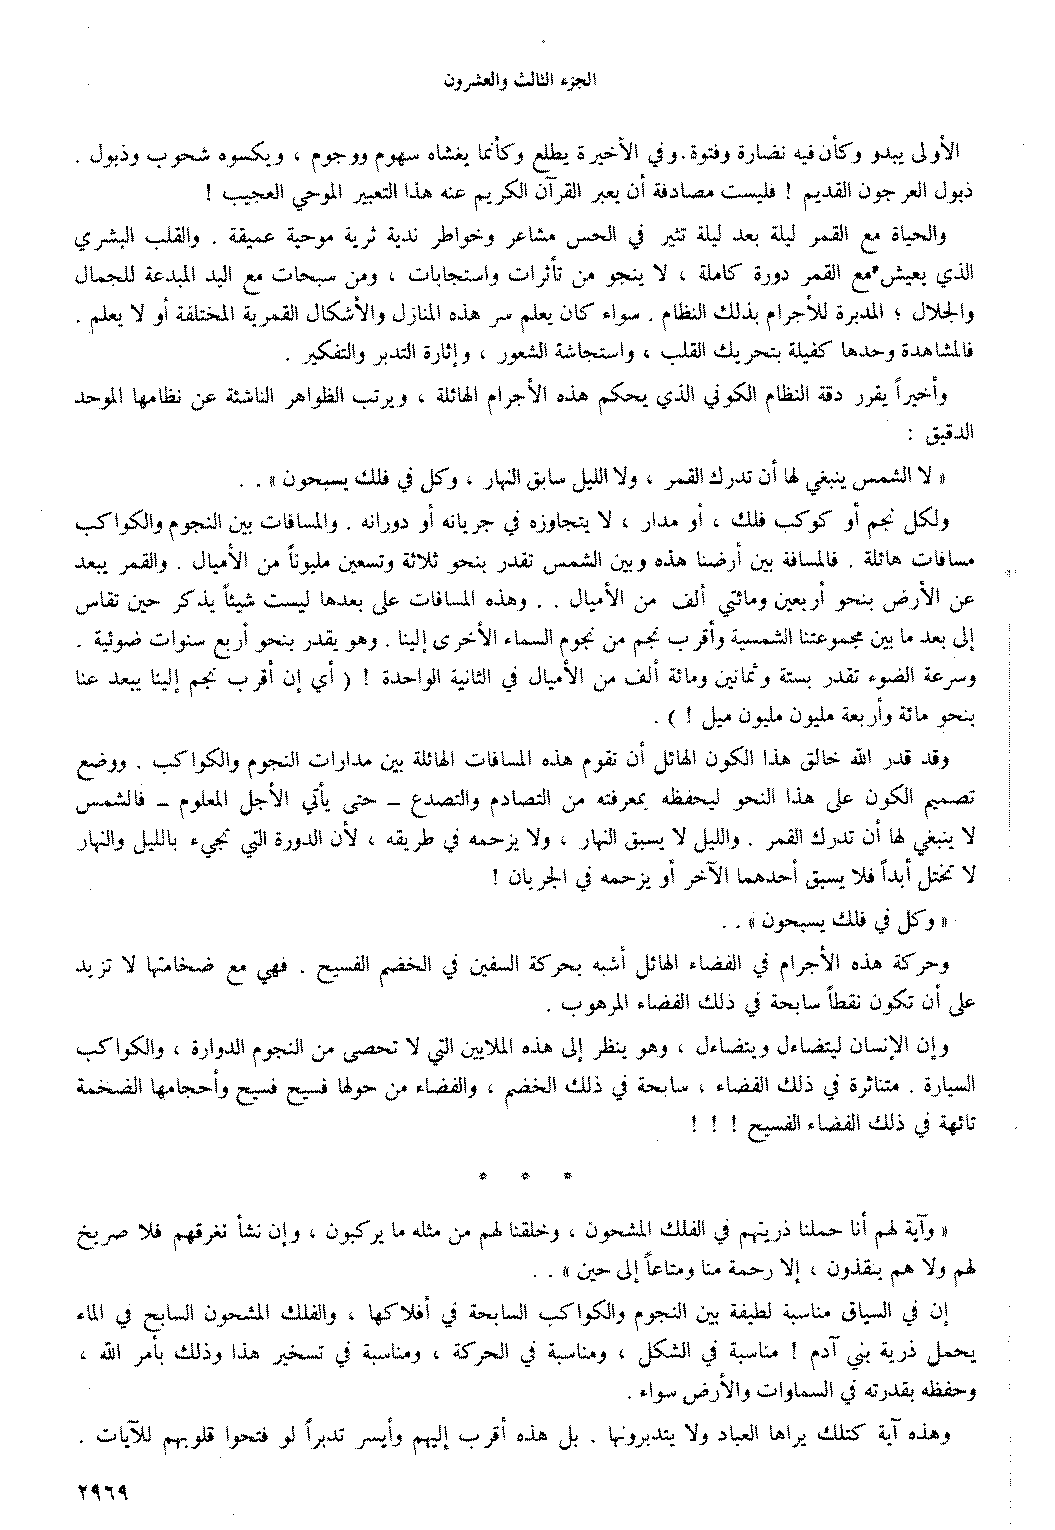 الجزء الثالث والعشرون
الأولى يبدو وكأن فيه نضارة وفتوة. وفي الأخيرة يطلع وكأنما يغشاه سهوم ووجوم ، ويكسوه شحوب وذبول .
ذبول العرجون القديم ! فليست مصادفة أن يعبر القرآن الكريم عنه هذا التعبير الموحي العجيب !
والحياة مع القمر ليلة بعد ليلة تثير في الحس مشاعر وخواطر ندية ثرية موحية عميقة . والقلب البشري
الذي يعيش مع القمر دورة كاملة ، لا ينجو من تأثرات واستجابات ، ومن سبحات مع اليد المبدعة للجمال
والجلال ؛ المدبرة للأجرام بذلك النظام . سواء كان يعلم سر هذه المنازل والأشكال القمرية المختلفة أو لا يعلم .
فالمشاهدة وحدها كفيلة بتحريك القلب ، واستجاشة الشعور ، وإثارة التدبر والتفكير .
وأخيراً يقرر دقة النظام الكوني الذي يحكم هذه الأجرام الهائلة ، ويرتب الظواهر الناشئة عن نظامها الموحد
الدقيق :
« لا الشمس ينبغي لها أن تدرك القمر ، ولا الليل سابق النهار ، وكل في فلك يسبحون » . .
ولكل نجم أو كوكب فلك ، أو مدار ، لا يتجاوزه في جريانه أو دورانه . والمسافات بين النجوم والكواكب
مسافات هائلة . فالمسافة بين أرضنا هذه وبين الشمس تقدر بنحو ثلاثة وتسعين مليوناً من الأميال . والقمر يبعد
عن الأرض بنحو أربعين ومائتي ألف من الأميال . . وهذه المسافات على بعدها ليست شيئاً يذكر حين تقاس
إلى بعد ما بين مجموعتنا الشمسية وأقرب نجم من نجوم السماء الأخرى إلينا . وهو يقدر بنحو أربع سنوات ضوئية .
وسرعة الضوء تقدر بستة وثمانين ومائة ألف من الأميال في الثانية الواحدة ! ( أي إن أقرب نجم إلينا يبعد عنا
بنحو مائة وأربعة مليون مليون ميل ! ) .
وقد قدر الله خالق هذا الكون الهائل أن تقوم هذه المسافات الهائلة بين مدارات النجوم والكواكب . ووضع
تصميم الكون على هذا النحو ليحفظه بمعرفته من التصادم والتصدع – حتى يأتي الأجل المعلوم – فالشمس
لا ينبغي لها أن تدرك القمر . والليل لا يسبق النهار ، ولا يزحمه في طريقه ، لأن الدورة التي تجيء بالليل والنهار
لا تختل أبداً فلا يسبق أحدهما الآخر أو يزحمه في الجريان !
« وكل في فلك يسبحون » . .
وحركة هذه الأجرام في الفضاء الهائل أشبه بحركة السفين في الخضم الفسيح . فهي مع ضخامتها لا تزيد
على أن تكون نقطاً سابحة في ذلك الفضاء المرهوب .
وإن الإنسان ليتضاءل ويتضاءل ، وهو ينظر إلى هذه الملايين التي لا تحصى من النجوم الدوارة ، والكواكب
السيارة . متناثرة في ذلك الفضاء ، سابحة في ذلك الخضم ، والفضاء من حولها فسيح فسيح وأحجامها الضخمة
تائهة في ذلك الفضاء الفسيح ! ! !
* * *
« وآية لهم أنا حملنا ذريتهم في الفلك المشحون ، وخلقنا لهم من مثله ما يركبون ، وإن نشأ نغرقهم فلا صريخ
لهم ولا هم ينقذون ، إلا رحمة منا ومتاعاً إلى حين » . .
إن في السياق مناسبة لطيفة بين النجوم والكواكب السابحة في أفلاكها ، والفلك المشحون السابح في الماء
يحمل ذرية بني آدم ! مناسبة في الشكل ، ومناسبة في الحركة ، ومناسبة في تسخير هذا وذلك بأمر الله ،
وحفظه بقدرته في السماوات والأرض سواء .
وهذه آية كتلك يراها العباد ولا يتدبرونها . بل هذه أقرب إليهم وأيسر تدبراً لو فتحوا قلوبهم للآيات .
٢٩٦٩